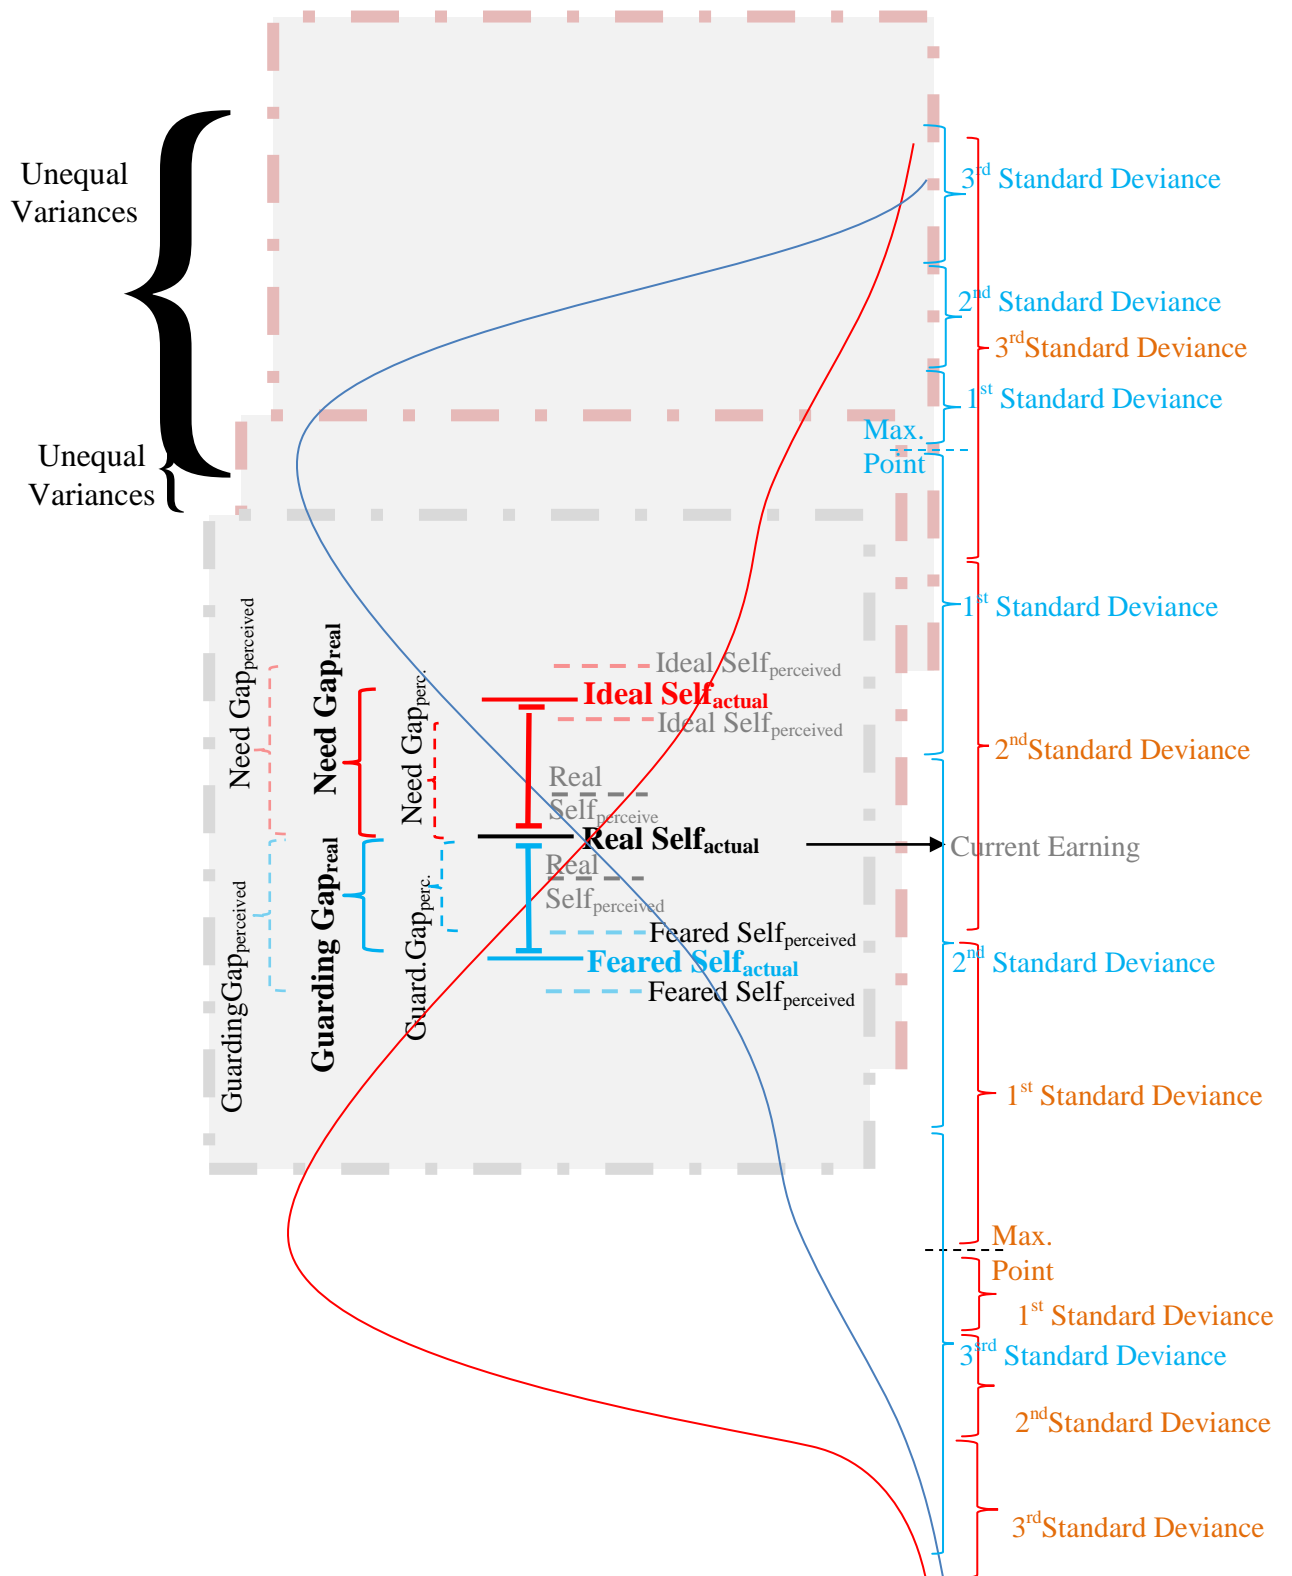 Unequal
Variances
3rd Standard Deviance
2nd Standard Deviance
3rdStandard Deviance
1st Standard Deviance
Max.
Point
Unequal
Variances
1st Standard Deviance
Need Gapperceived
Need Gapreal
Need Gapperc.
Ideal Selfperceived
Ideal Selfactual
Ideal Selfperceived
2ndStandard Deviance
Real
Selfperceive
Real Selfactual
Current Earning
Real
Selfperceived
GuardingGapperceived
Guarding Gapreal
Guard.Gapperc.
Feared Selfperceived
Feared Selfactual
Feared Selfperceived
2nd Standard Deviance
1st Standard Deviance
Max.
Point
1st Standard Deviance
3srd Standard Deviance
2ndStandard Deviance
3rdStandard Deviance